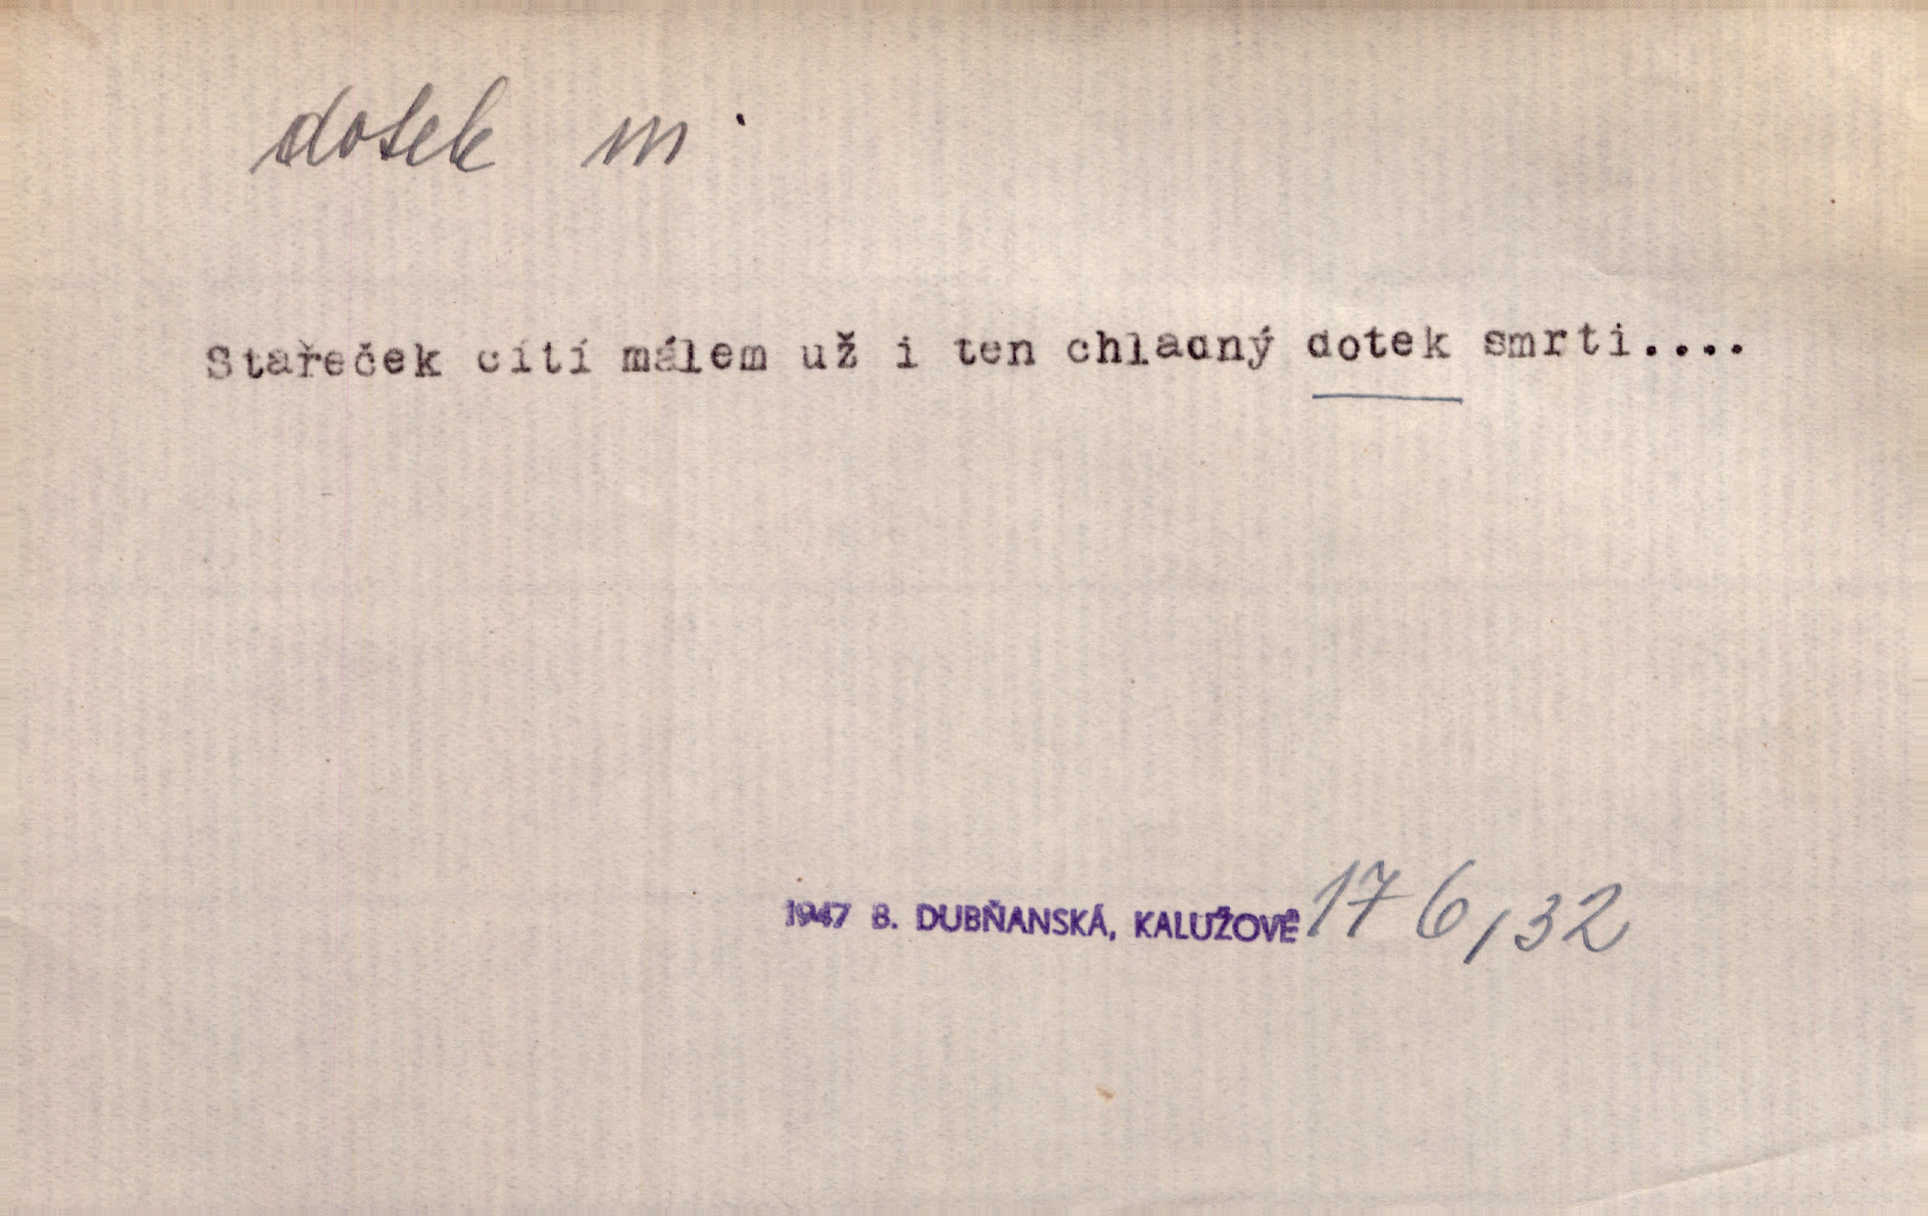 dotek m
Stařeček cítí málem už i ten chladný dotek smrti....
1947 B. DUBŇANSKÁ, KALUŽOVÉ 176/32